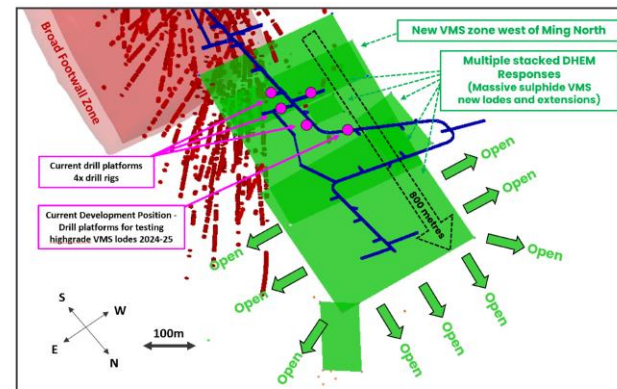 Broad Footwall Zone
New VMS zone west of Ming North
Multiple stacked DHEM
Responses
(Massive sulphide VMS
new lodes and extensions)
Current drill platforms
4x drill rigs
Current Development Position -
Drill platforms for testing
highgrade VMS lodes 2024-25
800 metres
Open
Open
Open
Open
Open
Open
Open
Open
Open
S
W
E
N
100m